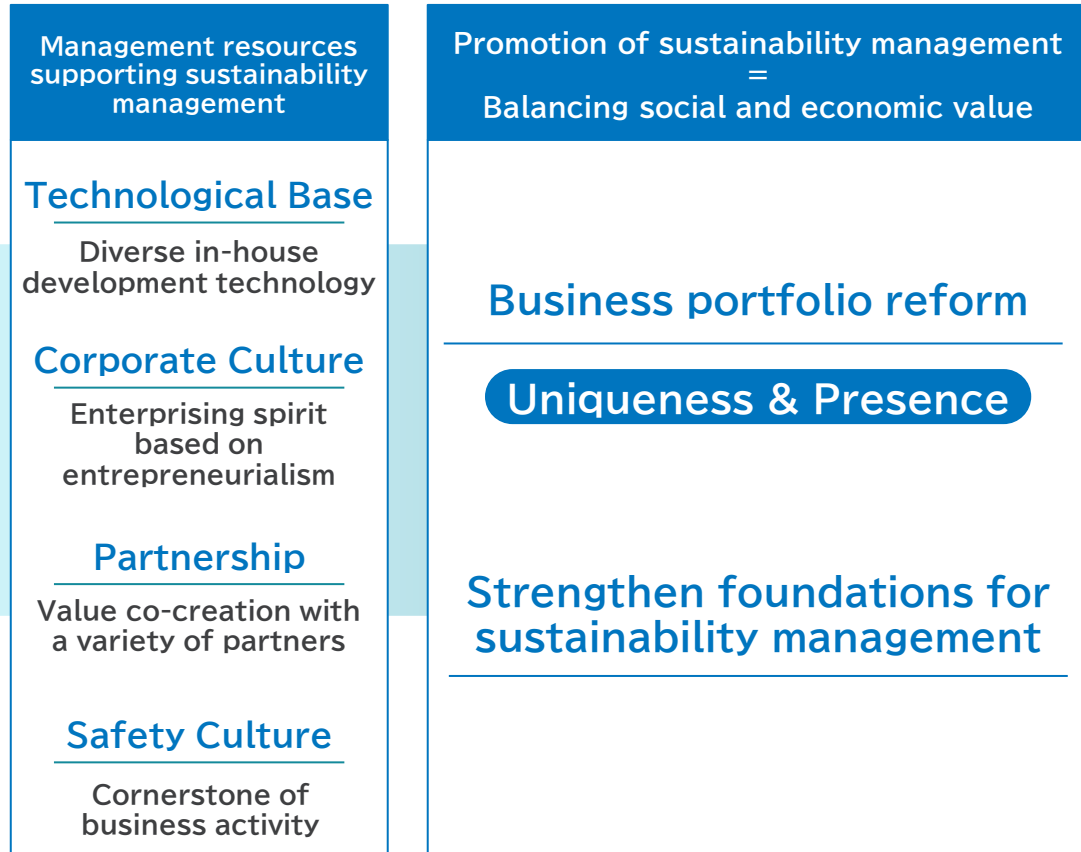 Management resources
supporting sustainability
management
Technological Base
Diverse in-house
development technology
Corporate Culture
Enterprising spirit
based on
entrepreneurialism
Partnership
Value co-creation with
a variety of partners
Safety Culture
Cornerstone of
business activity
Promotion of sustainability management
=
Balancing social and economic value
Business portfolio reform
Uniqueness & Presence
Strengthen foundations for
sustainability management